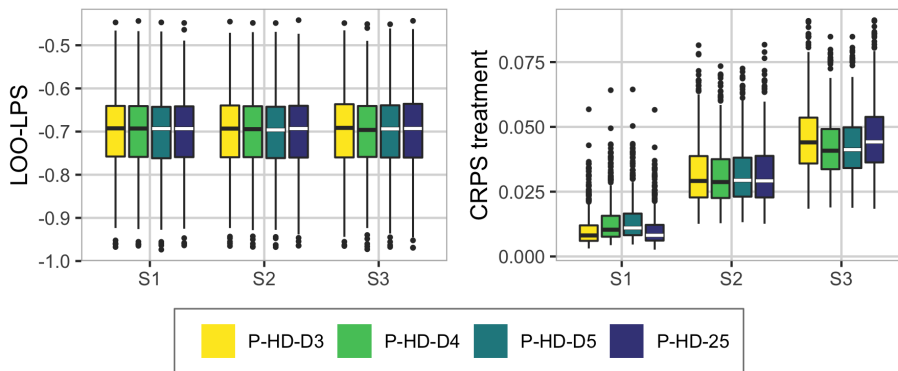 LOO-LPS
-0.5
-0.6
-0.7
-0.8
-0.9
-1.0
S1 S2 S3
CRPS treatment
0.075
0.050
0.025
0.000
S1 S2 S3
P-HD-D3 P-HD-D4 P-HD-D5 P-HD-25